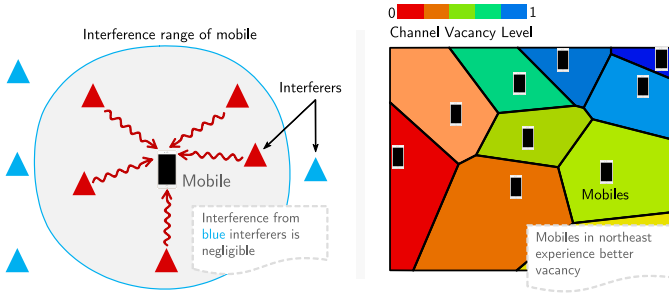 Interference range of mobile
Interferers
Mobile
Interference from
blue interferers is
negligible
0 1
Channel Vacancy Level
Mobiles
Mobiles in northeast
experience better
vacancy